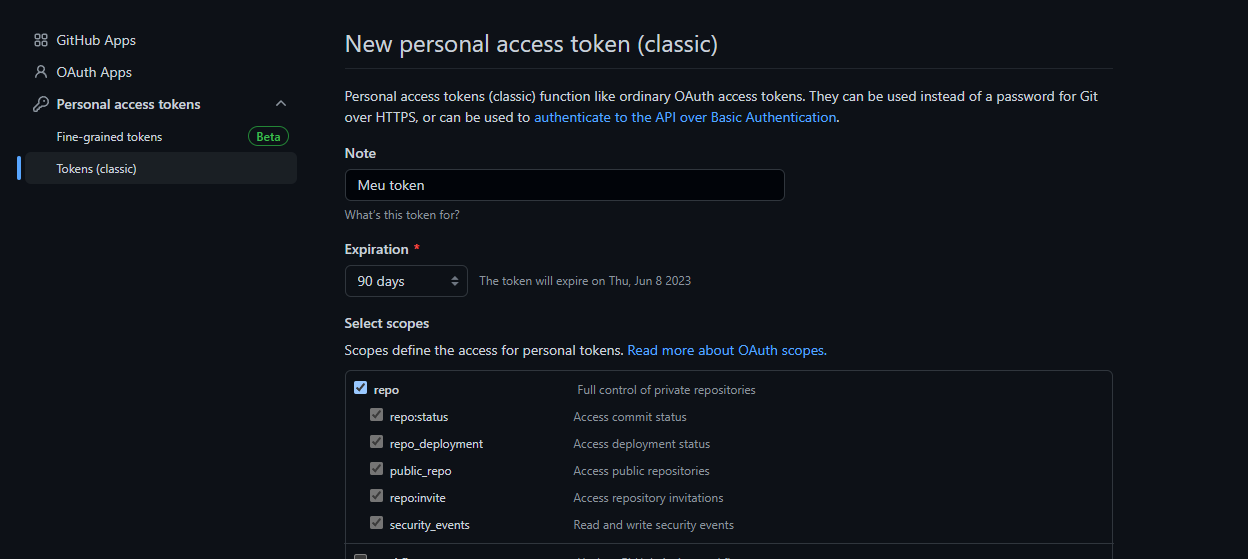 GitHub Apps
OAuth Apps
Personal access tokens
Fine-grained tokens Beta
Tokens (classic)
New personal access token (classic)
Personal access tokens (classic) function like ordinary OAuth access tokens. They can be used instead of a password for Git
over HTTPS, or can be used to authenticate to the API over Basic Authentication.
Note
Meu token
What's this token for?
Expiration *
90 days The token will expire on Thu, Jun 8 2023
Select scopes
Scopes define the access for personal tokens. Read more about OAuth scopes.
repo Full control of private repositories
repo:status Access commit status
repo_deployment Access deployment status
public_repo Access public repositories
repo:invite Access repository invitations
security_events Read and write security events